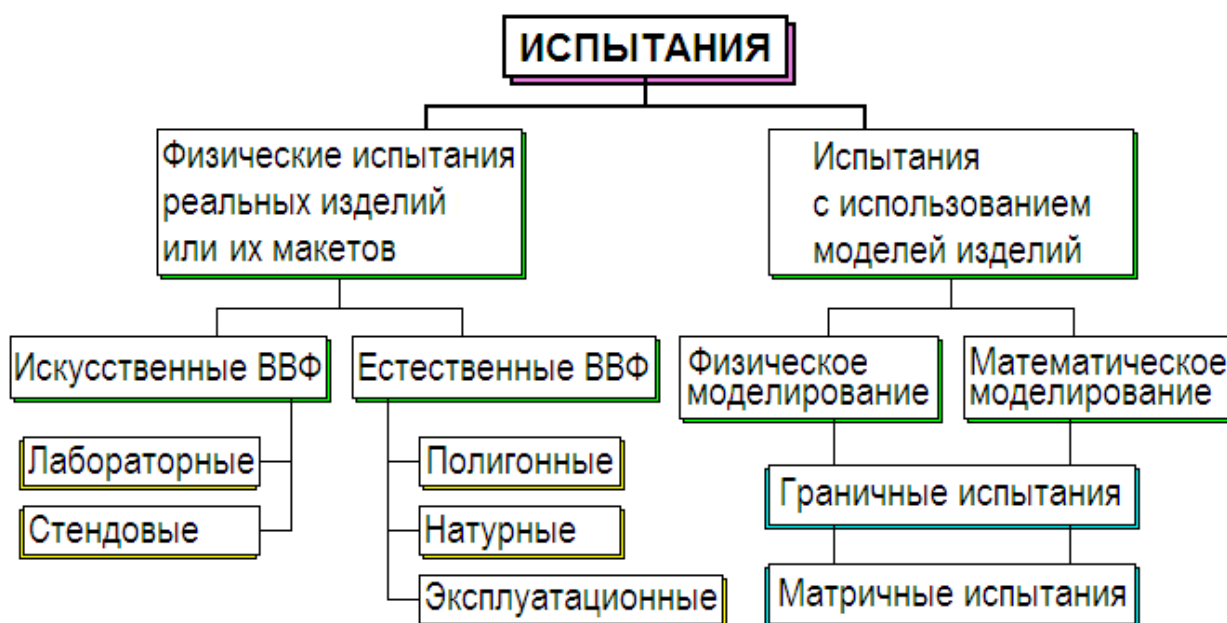 ИСПЫТАНИЯ
Физические испытания
реальных изделий
или их макетов
Испытания
с использованием
моделей изделий
Искусственные ВВФ
Естественные ВВФ
Физическое
моделирование
Математическое
моделирование
Лабораторные
Стендовые
Полигонные
Натурные
Эксплуатационные
Граничные испытания
Матричные испытания